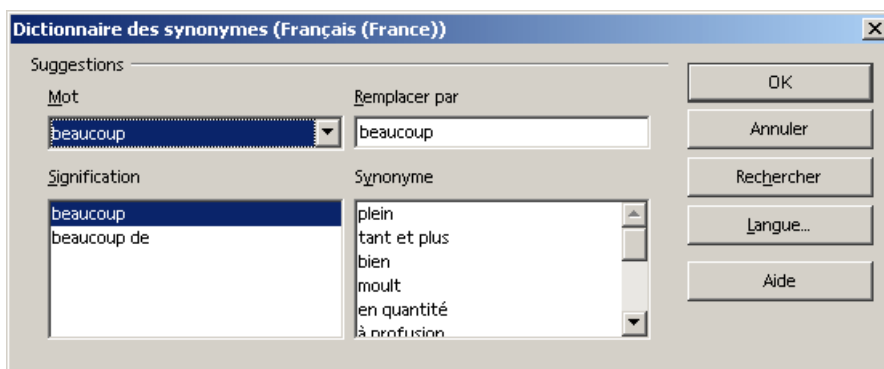 Dictionnaire des synonymes (Français (France))
Suggestions
Mot
Remplacer par
beaucoup
beaucoup
Signification
Synonyme
beaucoup
beaucoup de
plein
tant et plus
bien
moult
en quantité
à profusion
OK
Annuler
Rechercher
Langue...
Aide